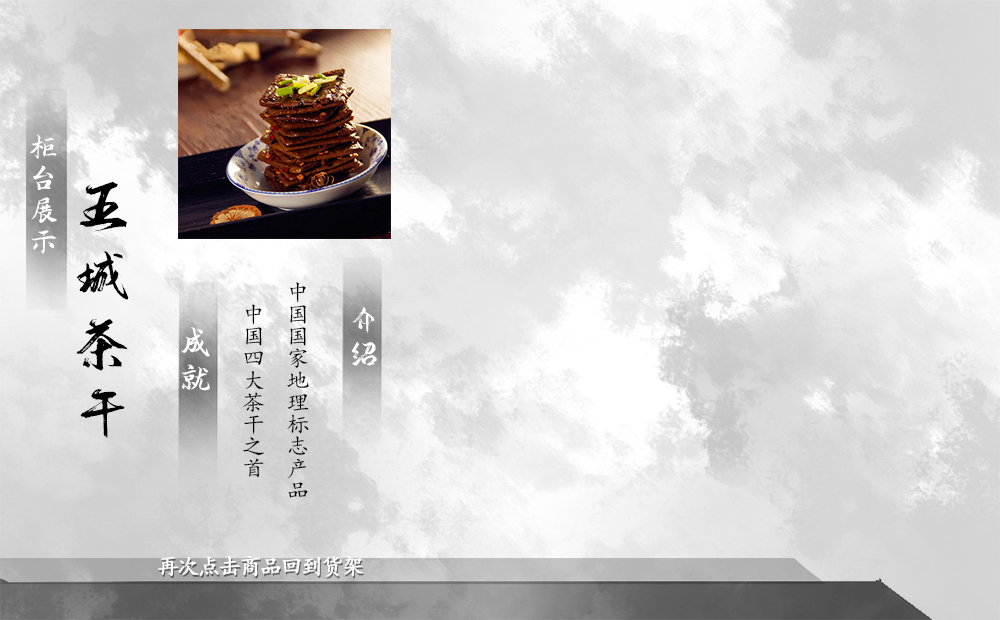 柜台展示
五城茶干
介绍
中国国家地理标志产品
中国四大茶干之首
成就
再次点击商品回到货架